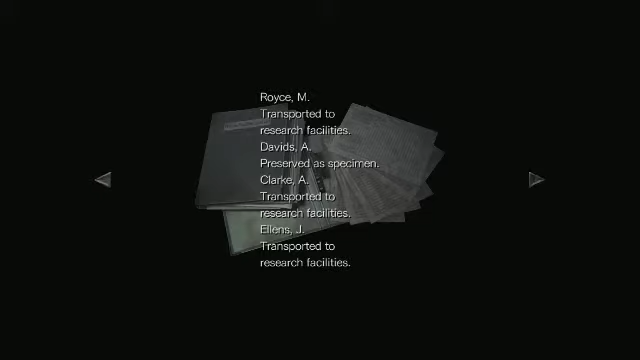 Royce, M.
Transported to
research facilities.
Davids, A.
Preserved as specimen.
Clarke, A.
Transported to
research facilities.
Ellens, J.
Transported to
research facilities.